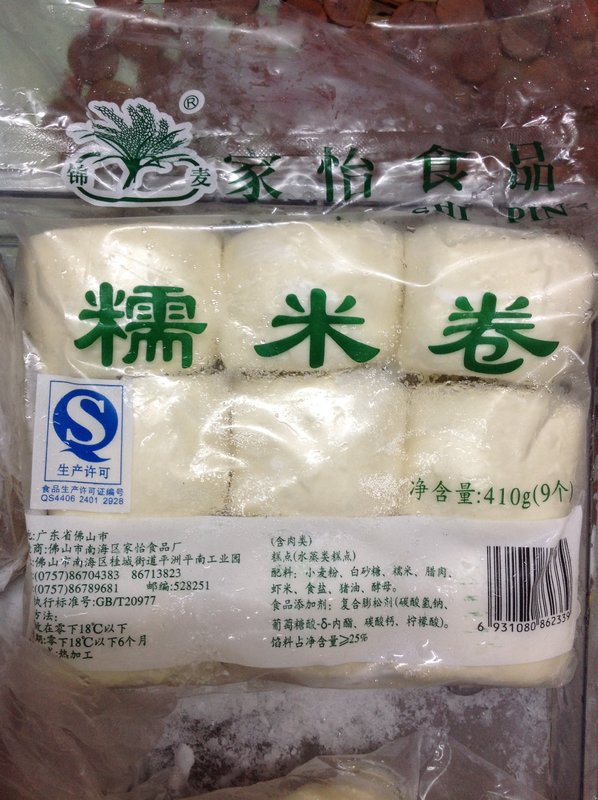 ®
锦 麦
家怡食品
SHI PIN
糯米卷
S
生产许可
食品生产许可证编号
QS4406 2401 2928
净含量:410g(9个)
:广东省佛山市
商:佛山市南海区家怡食品厂
:佛山市南海区桂城街道平洲平南工业园
:(0757)86704383 86713823
:(0757)86789681 邮编:528251
执行标准号:GB/T20977
方法:
在零下18℃以下
期:零下18℃以下6个月
:热加工
(含肉类)
糕点(水蒸类糕点)
配料：小麦粉、白砂糖、糯米、腊肉、
虾米、食盐、猪油、酵母。
食品添加剂：复合膨松剂(碳酸氢钠、
葡萄糖酸-δ-内酯、碳酸钙、柠檬酸)。
馅料占净含量≥25%
6 931080 862339